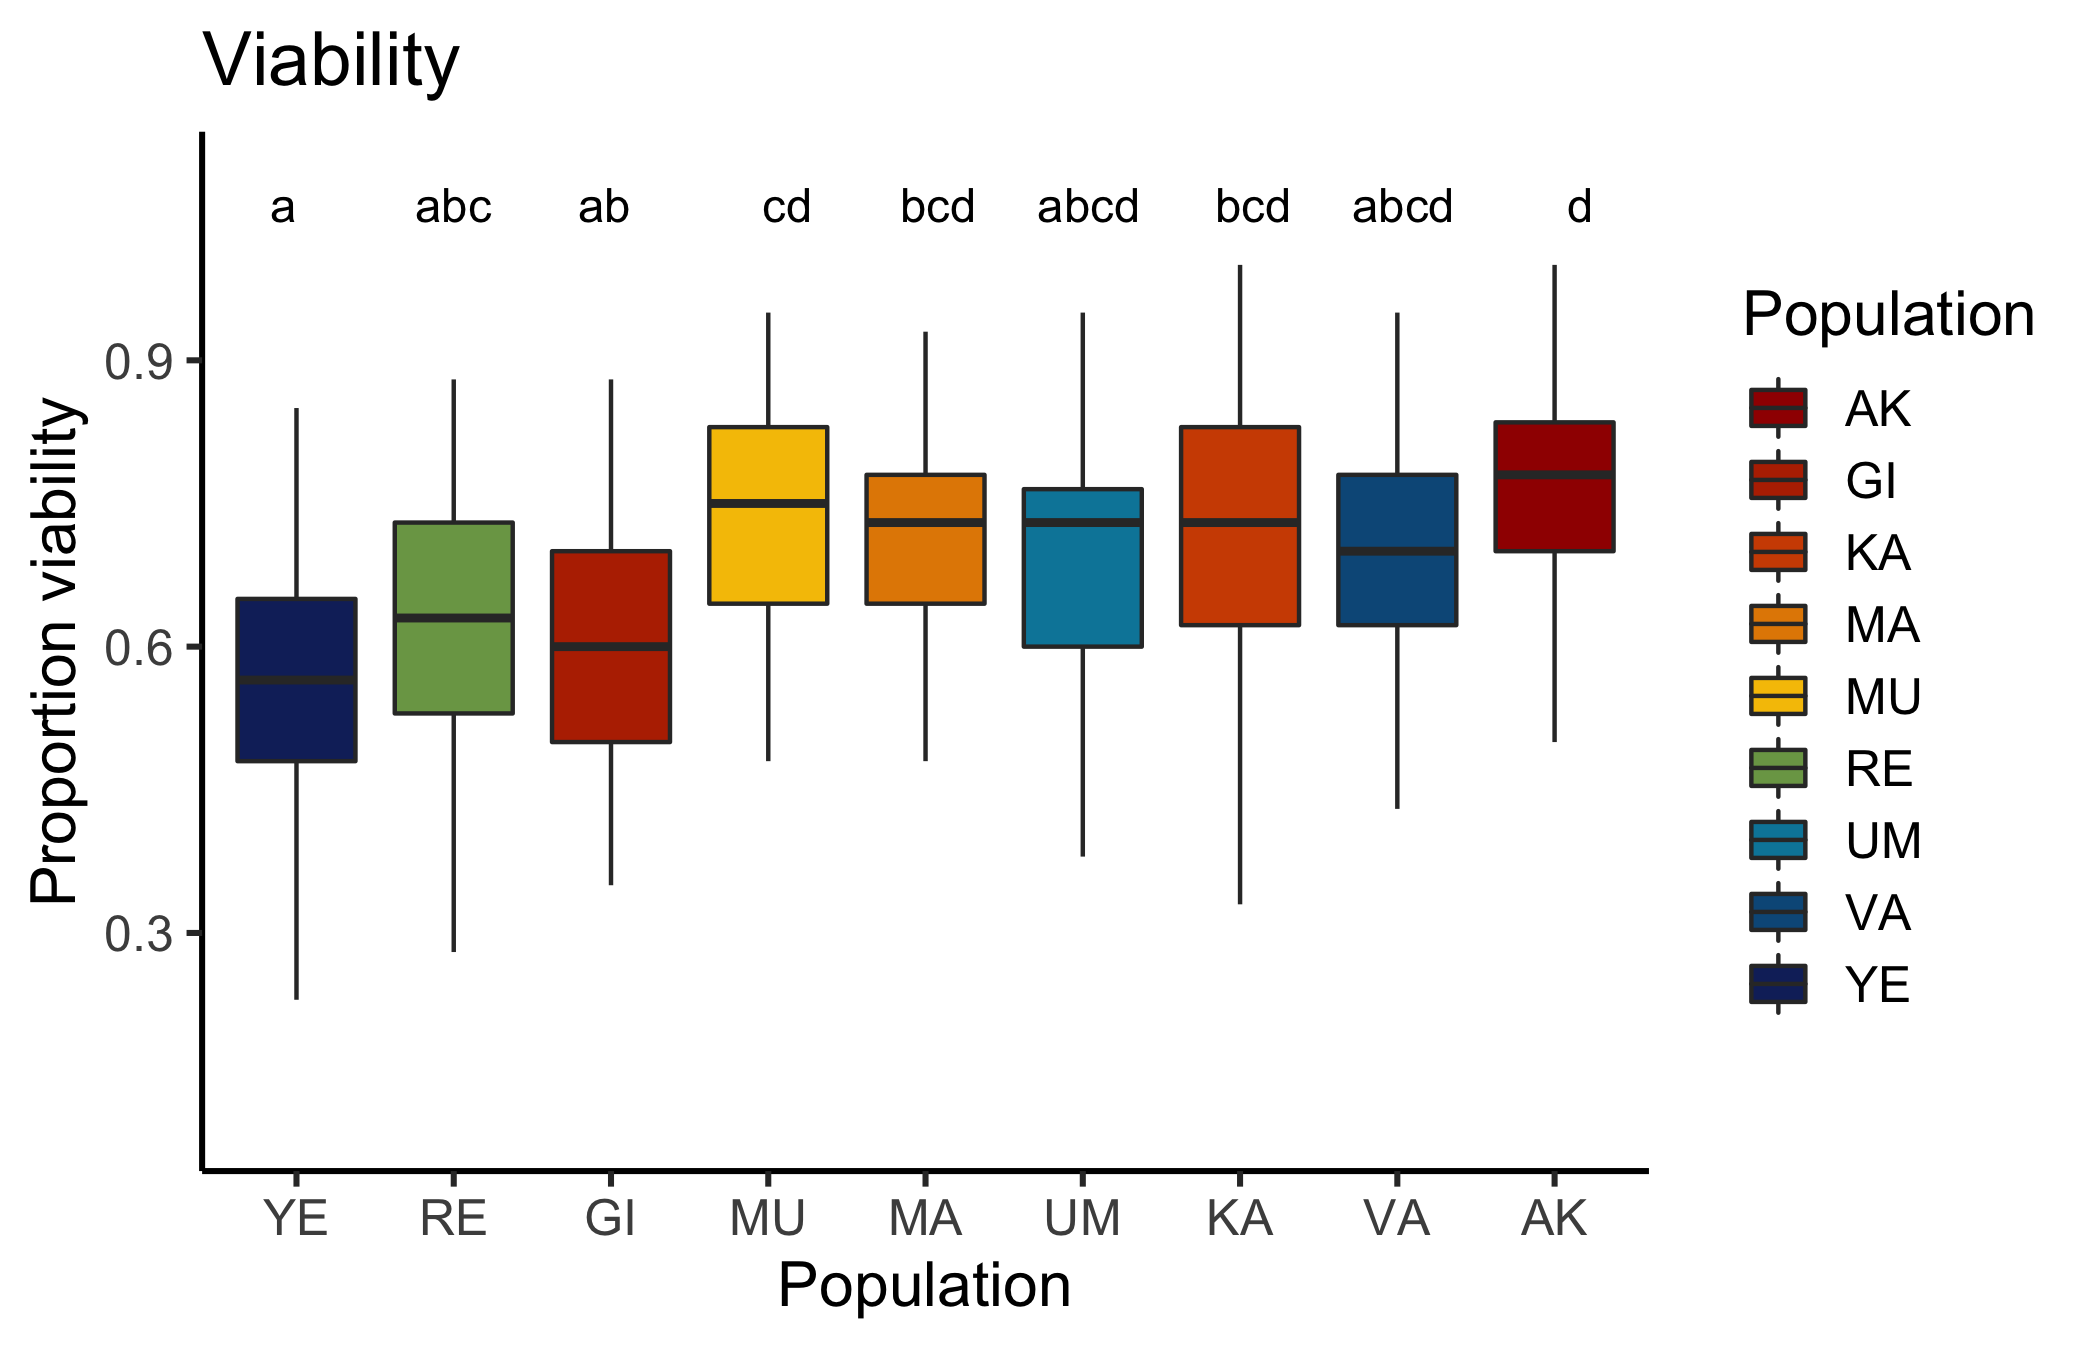 Viability
a abc ab cd bcd abcd bcd abcd d
0.9
0.6
0.3
Proportion viability
YE RE GI MU MA UM KA VA AK
Population
Population
AK
GI
KA
MA
MU
RE
UM
VA
YE